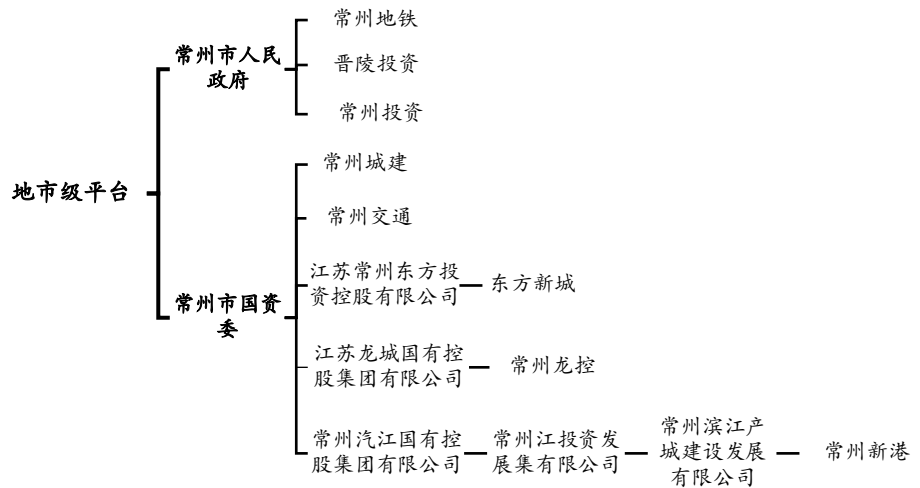 常州地铁
常州市人民
政府
晋陵投资
常州投资
地市级平台
常州城建
常州交通
江苏常州东方投
资控股有限公司
东方新城
常州市国资
委
江苏龙城国有控
股集团有限公司
常州龙控
常州汽江国有控
股集团有限公司
常州江投资发
展集有限公司
常州滨江产
城建设发展
有限公司
常州新港